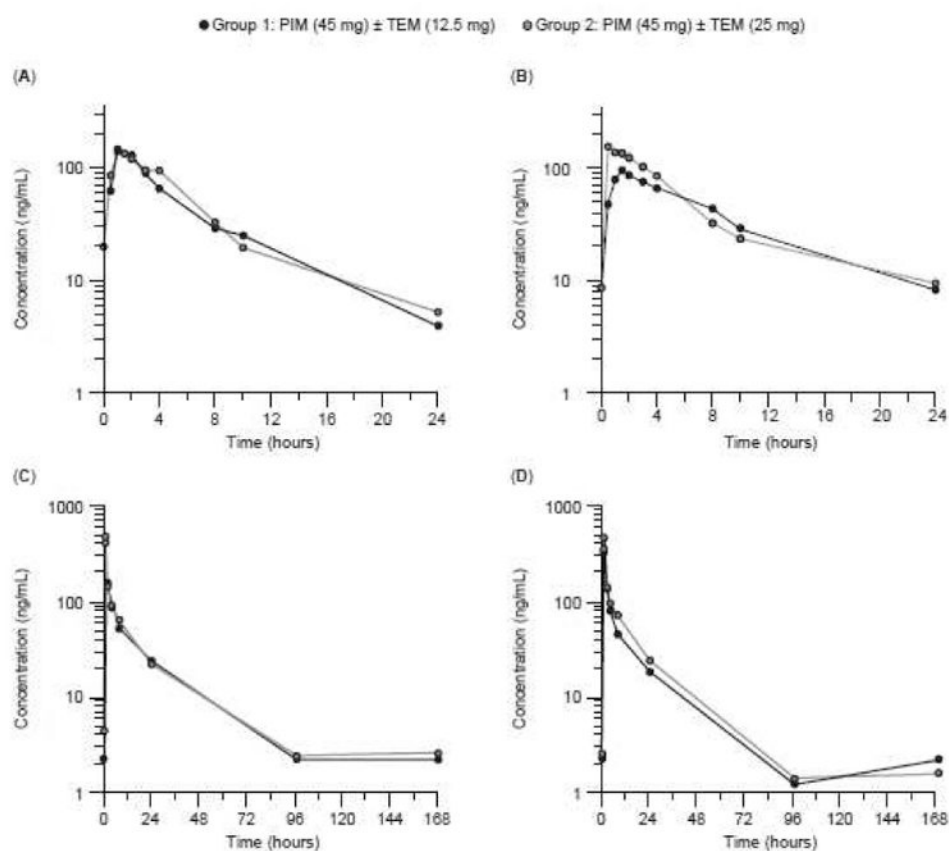 Group 1: PIM (45 mg) ± TEM (12.5 mg) Group 2: PIM (45 mg) ± TEM (25 mg)
(A)
Concentration (ng/mL)
100
10
1
0 4 8 12 16 20 24
Time (hours)
(B)
Concentration (ng/mL)
100
10
1
0 4 8 12 16 20 24
Time (hours)
(C)
Concentration (ng/mL)
1000
100
10
1
0 24 48 72 96 120 144 168
Time (hours)
(D)
Concentration (ng/mL)
1000
100
10
1
0 24 48 72 96 120 144 168
Time (hours)